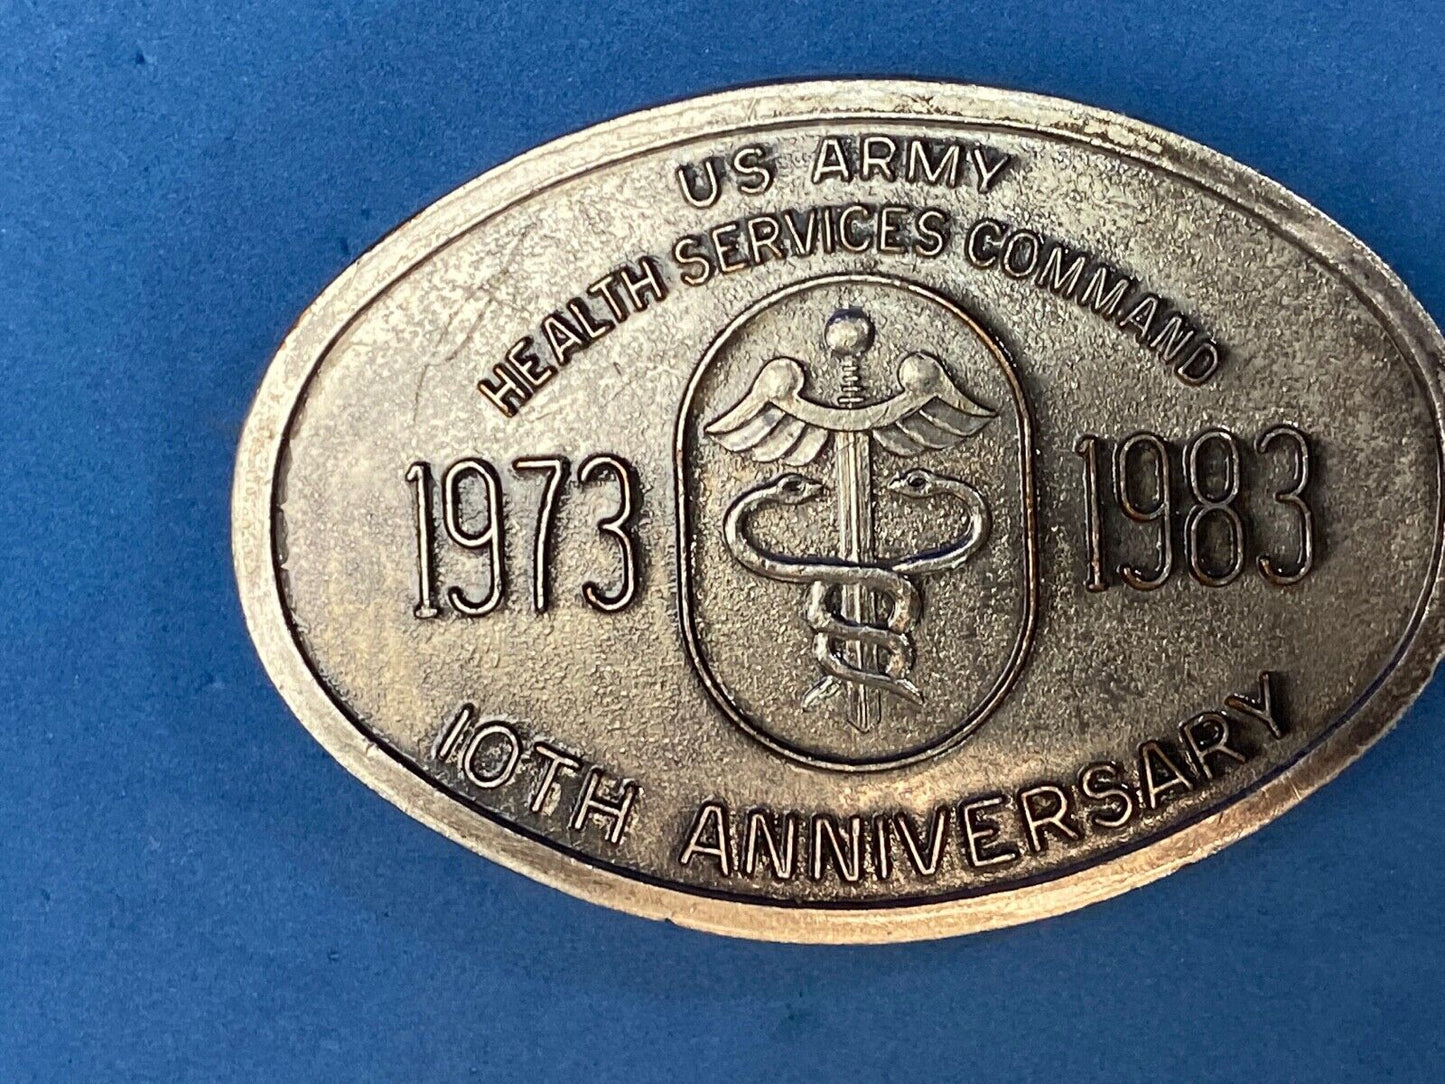 US ARMY
HEALTH SERVICES COMMAND
1973 1983
10TH ANNIVERSARY